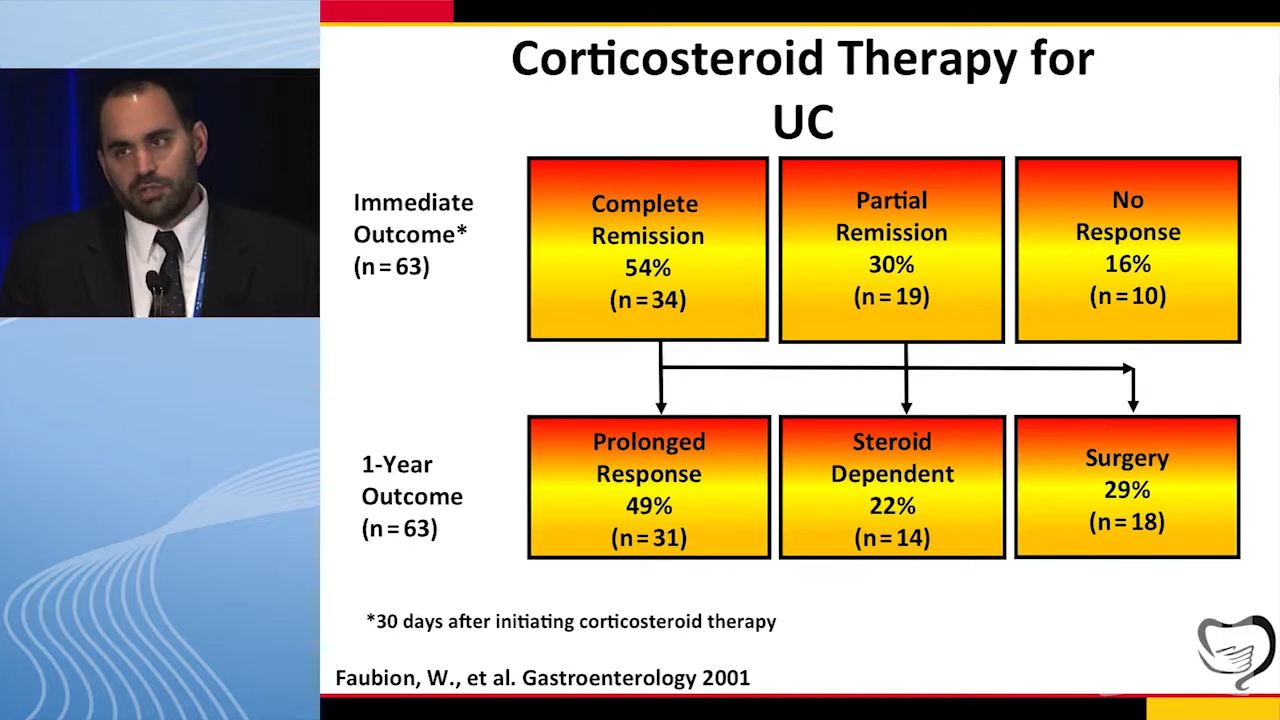 Corticosteroid Therapy for
UC
Immediate
Outcome*
(n = 63)
Complete
Remission
54%
(n = 34)
Partial
Remission
30%
(n = 19)
No
Response
16%
(n = 10)
1-Year
Outcome
(n = 63)
Prolonged
Response
49%
(n = 31)
Steroid
Dependent
22%
(n = 14)
Surgery
29%
(n = 18)
*30 days after initiating corticosteroid therapy
Faubion, W., et al. Gastroenterology 2001